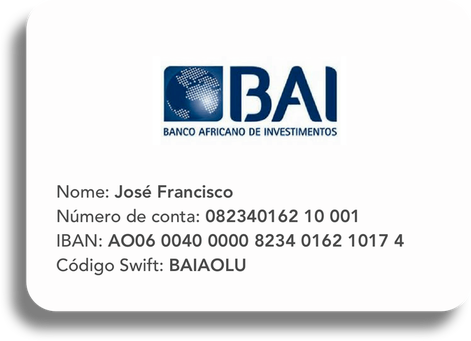 BAI
BANCO AFRICANO DE INVESTIMENTOS
Nome: José Francisco
Número de conta: 082340162 10 001
IBAN: AO06 0040 0000 8234 0162 1017 4
Código Swift: BAIAOLU